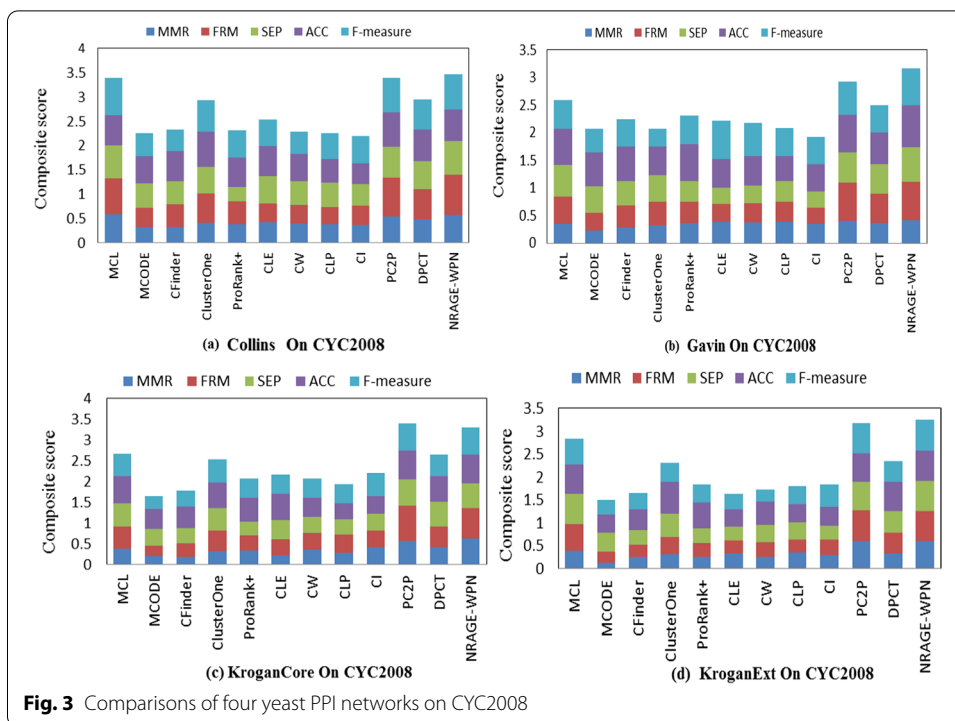 MMR FRM SEP ACC F-measure
Composite score
4
3.5
3
2.5
2
1.5
1
0.5
0
MCL
MCODE
CFinder
ClusterOne
ProRank+
CLE
CW
CLP
CI
PC2P
DPCT
NRAGE-WPN
(a) Collins On CYC2008
MMR FRM SEP ACC F-measure
Composite score
3.5
3
2.5
2
1.5
1
0.5
0
MCL
MCODE
CFinder
ClusterOne
ProRank+
CLE
CW
CLP
CI
PC2P
DPCT
NRAGE-WPN
(b) Gavin On CYC2008
MMR FRM SEP ACC F-measure
Composite score
4
3.5
3
2.5
2
1.5
1
0.5
0
MCL
MCODE
CFinder
ClusterOne
ProRank+
CLE
CW
CLP
CI
PC2P
DPCT
NRAGE-WPN
(c) KroganCore On CYC2008
MMR FRM SEP ACC F-measure
Composite score
3.5
3
2.5
2
1.5
1
0.5
0
MCL
MCODE
CFinder
ClusterOne
ProRank+
CLE
CW
CLP
CI
PC2P
DPCT
NRAGE-WPN
(d) KroganExt On CYC2008
Fig. 3 Comparisons of four yeast PPI networks on CYC2008